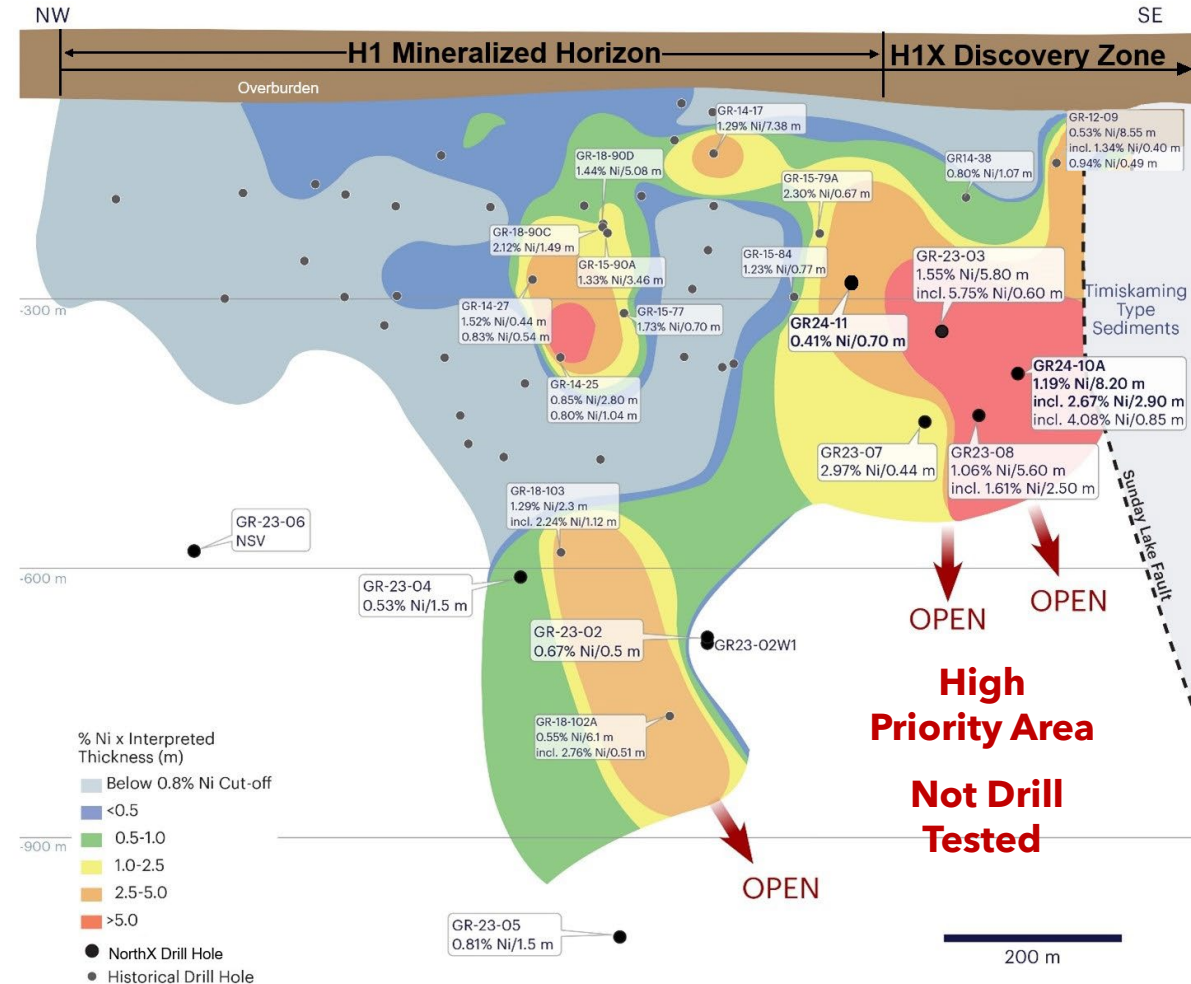 NW
SE
H1 Mineralized Horizon
H1X Discovery Zone
Overburden
GR-14-17
1.29% Ni/7.38 m
GR-12-09
0.53% Ni/8.55 m
incl. 1.34% Ni/0.40 m
0.94% Ni/0.49 m
GR-18-90D
1.44% Ni/5.08 m
GR14-38
0.80% Ni/1.07 m
GR-15-79A
2.30% Ni/0.67 m
GR-18-90C
2.12% Ni/1.49 m
GR-15-90A
1.33% Ni/3.46 m
GR-15-84
1.23% Ni/0.77 m
GR-23-03
1.55% Ni/5.80 m
incl. 5.75% Ni/0.60 m
Timiskaming
Type
Sediments
-300 m
GR-14-27
1.52% Ni/0.44 m
0.83% Ni/0.54 m
GR-15-77
1.73% Ni/0.70 m
GR24-11
0.41% Ni/0.70 m
GR24-10A
1.19% Ni/8.20 m
incl. 2.67% Ni/2.90 m
incl. 4.08% Ni/0.85 m
GR-14-25
0.85% Ni/2.80 m
0.80% Ni/1.04 m
GR23-07
2.97% Ni/0.44 m
GR23-08
1.06% Ni/5.60 m
incl. 1.61% Ni/2.50 m
Sunday Lake Fault
GR-18-103
1.29% Ni/2.3 m
incl. 2.24% Ni/1.12 m
GR-23-06
NSV
-600 m
GR-23-04
0.53% Ni/1.5 m
OPEN
OPEN
GR-23-02
0.67% Ni/0.5 m
GR23-02W1
High
Priority Area
Not Drill
Tested
GR-18-102A
0.55% Ni/6.1 m
incl. 2.76% Ni/0.51 m
% Ni x Interpreted
Thickness (m)
Below 0.8% Ni Cut-off
<0.5
0.5-1.0
1.0-2.5
2.5-5.0
>5.0
NorthX Drill Hole
Historical Drill Hole
-900 m
OPEN
GR-23-05
0.81% Ni/1.5 m
200 m